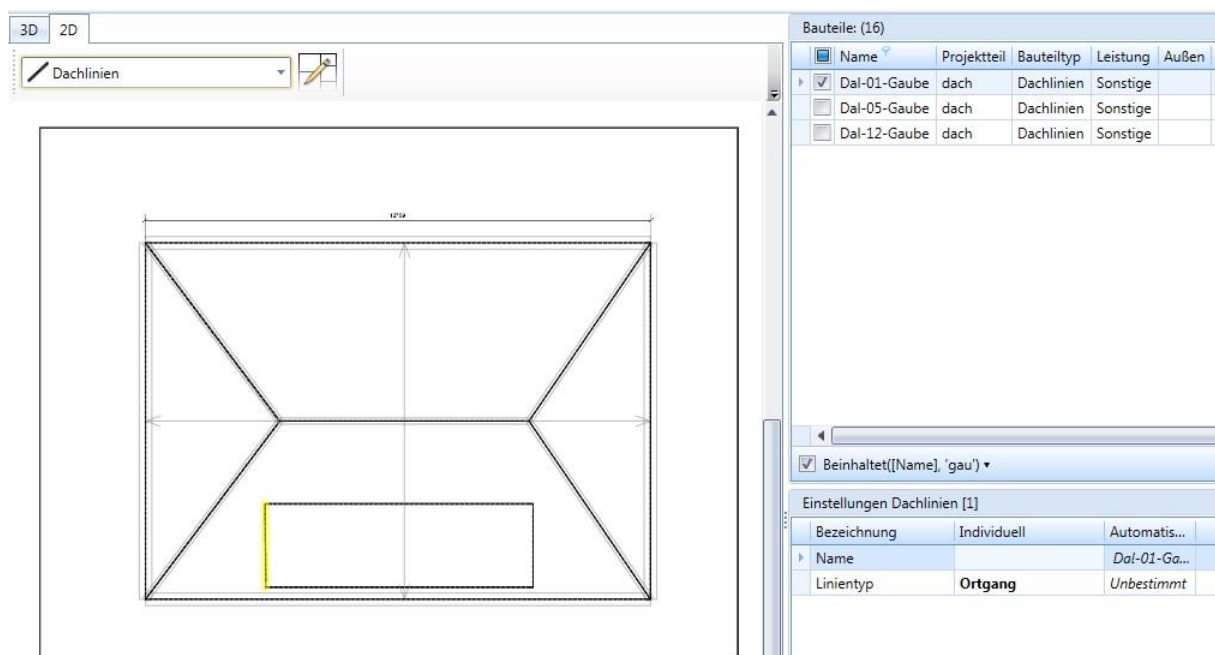 3D 2D
Dachlinien
Bauteile: (16)
Name Projektteil Bauteiltyp Leistung Außen
Dal-01-Gaube dach Dachlinien Sonstige
Dal-05-Gaube dach Dachlinien Sonstige
Dal-12-Gaube dach Dachlinien Sonstige
Beinhaltet([Name], 'gau')
Einstellungen Dachlinien [1]
Bezeichnung Individuell Automatis...
Name Dal-01-Ga...
Linientyp Ortgang Unbestimmt